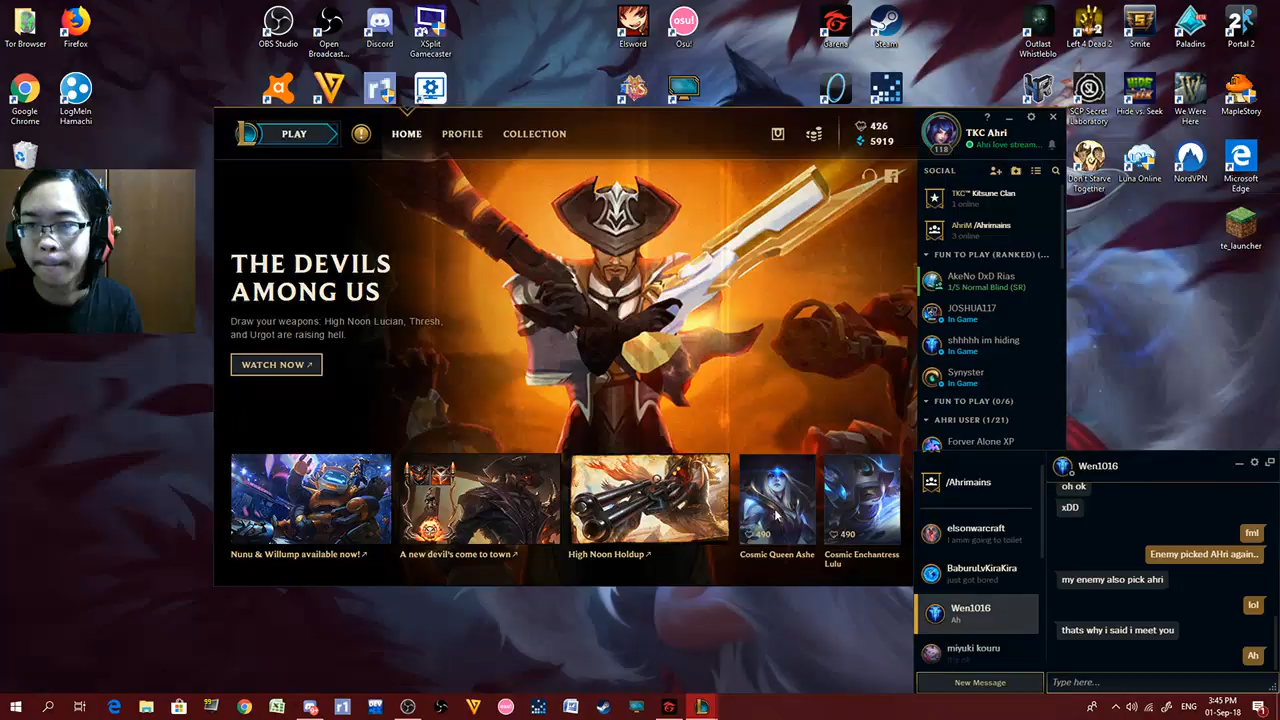 Tor Browser
Firefox
OBS Studio
Open
Broadcast...
Discord
XSplit
Gamecaster
Elsword
Osu!
Garena
Steam
Outlast
Whistleblo
Left 4 Dead 2
Smite
Paladins
Portal 2
Google
Chrome
LogMeIn
Hamachi
SCP Secret
Laboratory
Hide vs. Seek
We Were
Here
MapleStory
Don't Starve
Together
Luna Online
NordVPN
Microsoft
Edge
te_launcher
PLAY
HOME
PROFILE
COLLECTION
426
5919
118
TKC Ahri
Ahri love stream...
SOCIAL
TKC™ Kitsune Clan
1 online
AhriM /Ahrimains
3 online
FUN TO PLAY (RANKED) (...
AkeNo DxD Rias
1/5 Normal Blind (SR)
JOSHUA117
In Game
shhhhh im hiding
In Game
Synyster
In Game
FUN TO PLAY (0/6)
AHRI USER (1/21)
Forver Alone XP
THE DEVILS
AMONG US
Draw your weapons: High Noon Lucian, Thresh,
and Urgot are raising hell.
WATCH NOW
Nunu & Willump available now!
A new devil's come to town
High Noon Holdup
490
Cosmic Queen Ashe
490
Cosmic Enchantress
Lulu
/Ahrimains
elsonwarcraft
I amm going to toilet
BaburuLvKiraKira
just got bored
Wen1016
Ah
miyuki kouru
It's ok
New Message
Wen1016
oh ok
xDD
fml
Enemy picked AHri again..
my enemy also pick ahri
lol
thats why i said i meet you
Ah
Type here...
3:45 PM
01-Sep-18